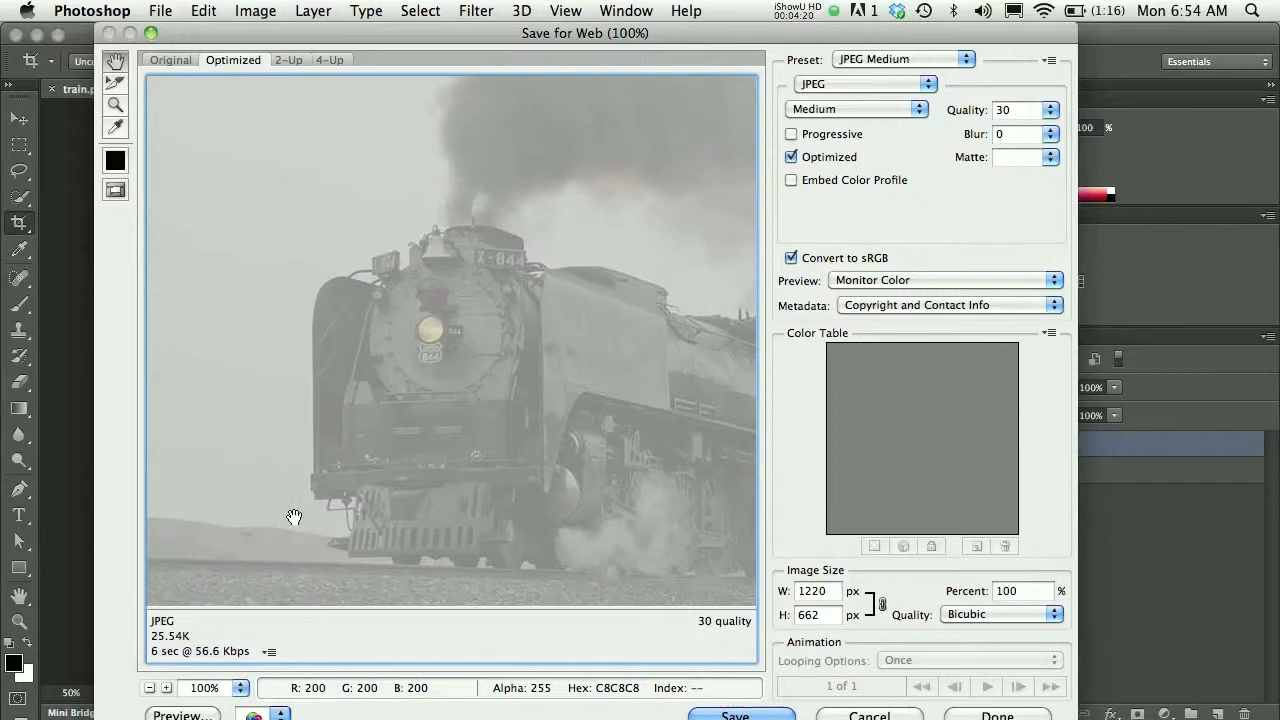 Photoshop File Edit Image Layer Type Select Filter 3D View Window Help iShowU HD 00:04:20 1 (1:16) Mon 6:54 AM
Save for Web (100%)
Original Optimized 2-Up 4-Up
Preset: JPEG Medium
Essentials
train.p
JPEG
Medium Quality: 30
100 %
Progressive Blur: 0
Optimized Matte:
Embed Color Profile
X-844
Convert to sRGB
Preview: Monitor Color
Metadata: Copyright and Contact Info
844
844
Color Table
100%
100%
Image Size
W: 1220 px Percent: 100 %
H: 662 px Quality: Bicubic
JPEG 30 quality
25.54K
6 sec @ 56.6 Kbps
Animation
Looping Options: Once
1 of 1
50%
100% R: 200 G: 200 B: 200 Alpha: 255 Hex: C8C8C8 Index: --
Mini Bridg
Preview... Save Cancel Done
fx